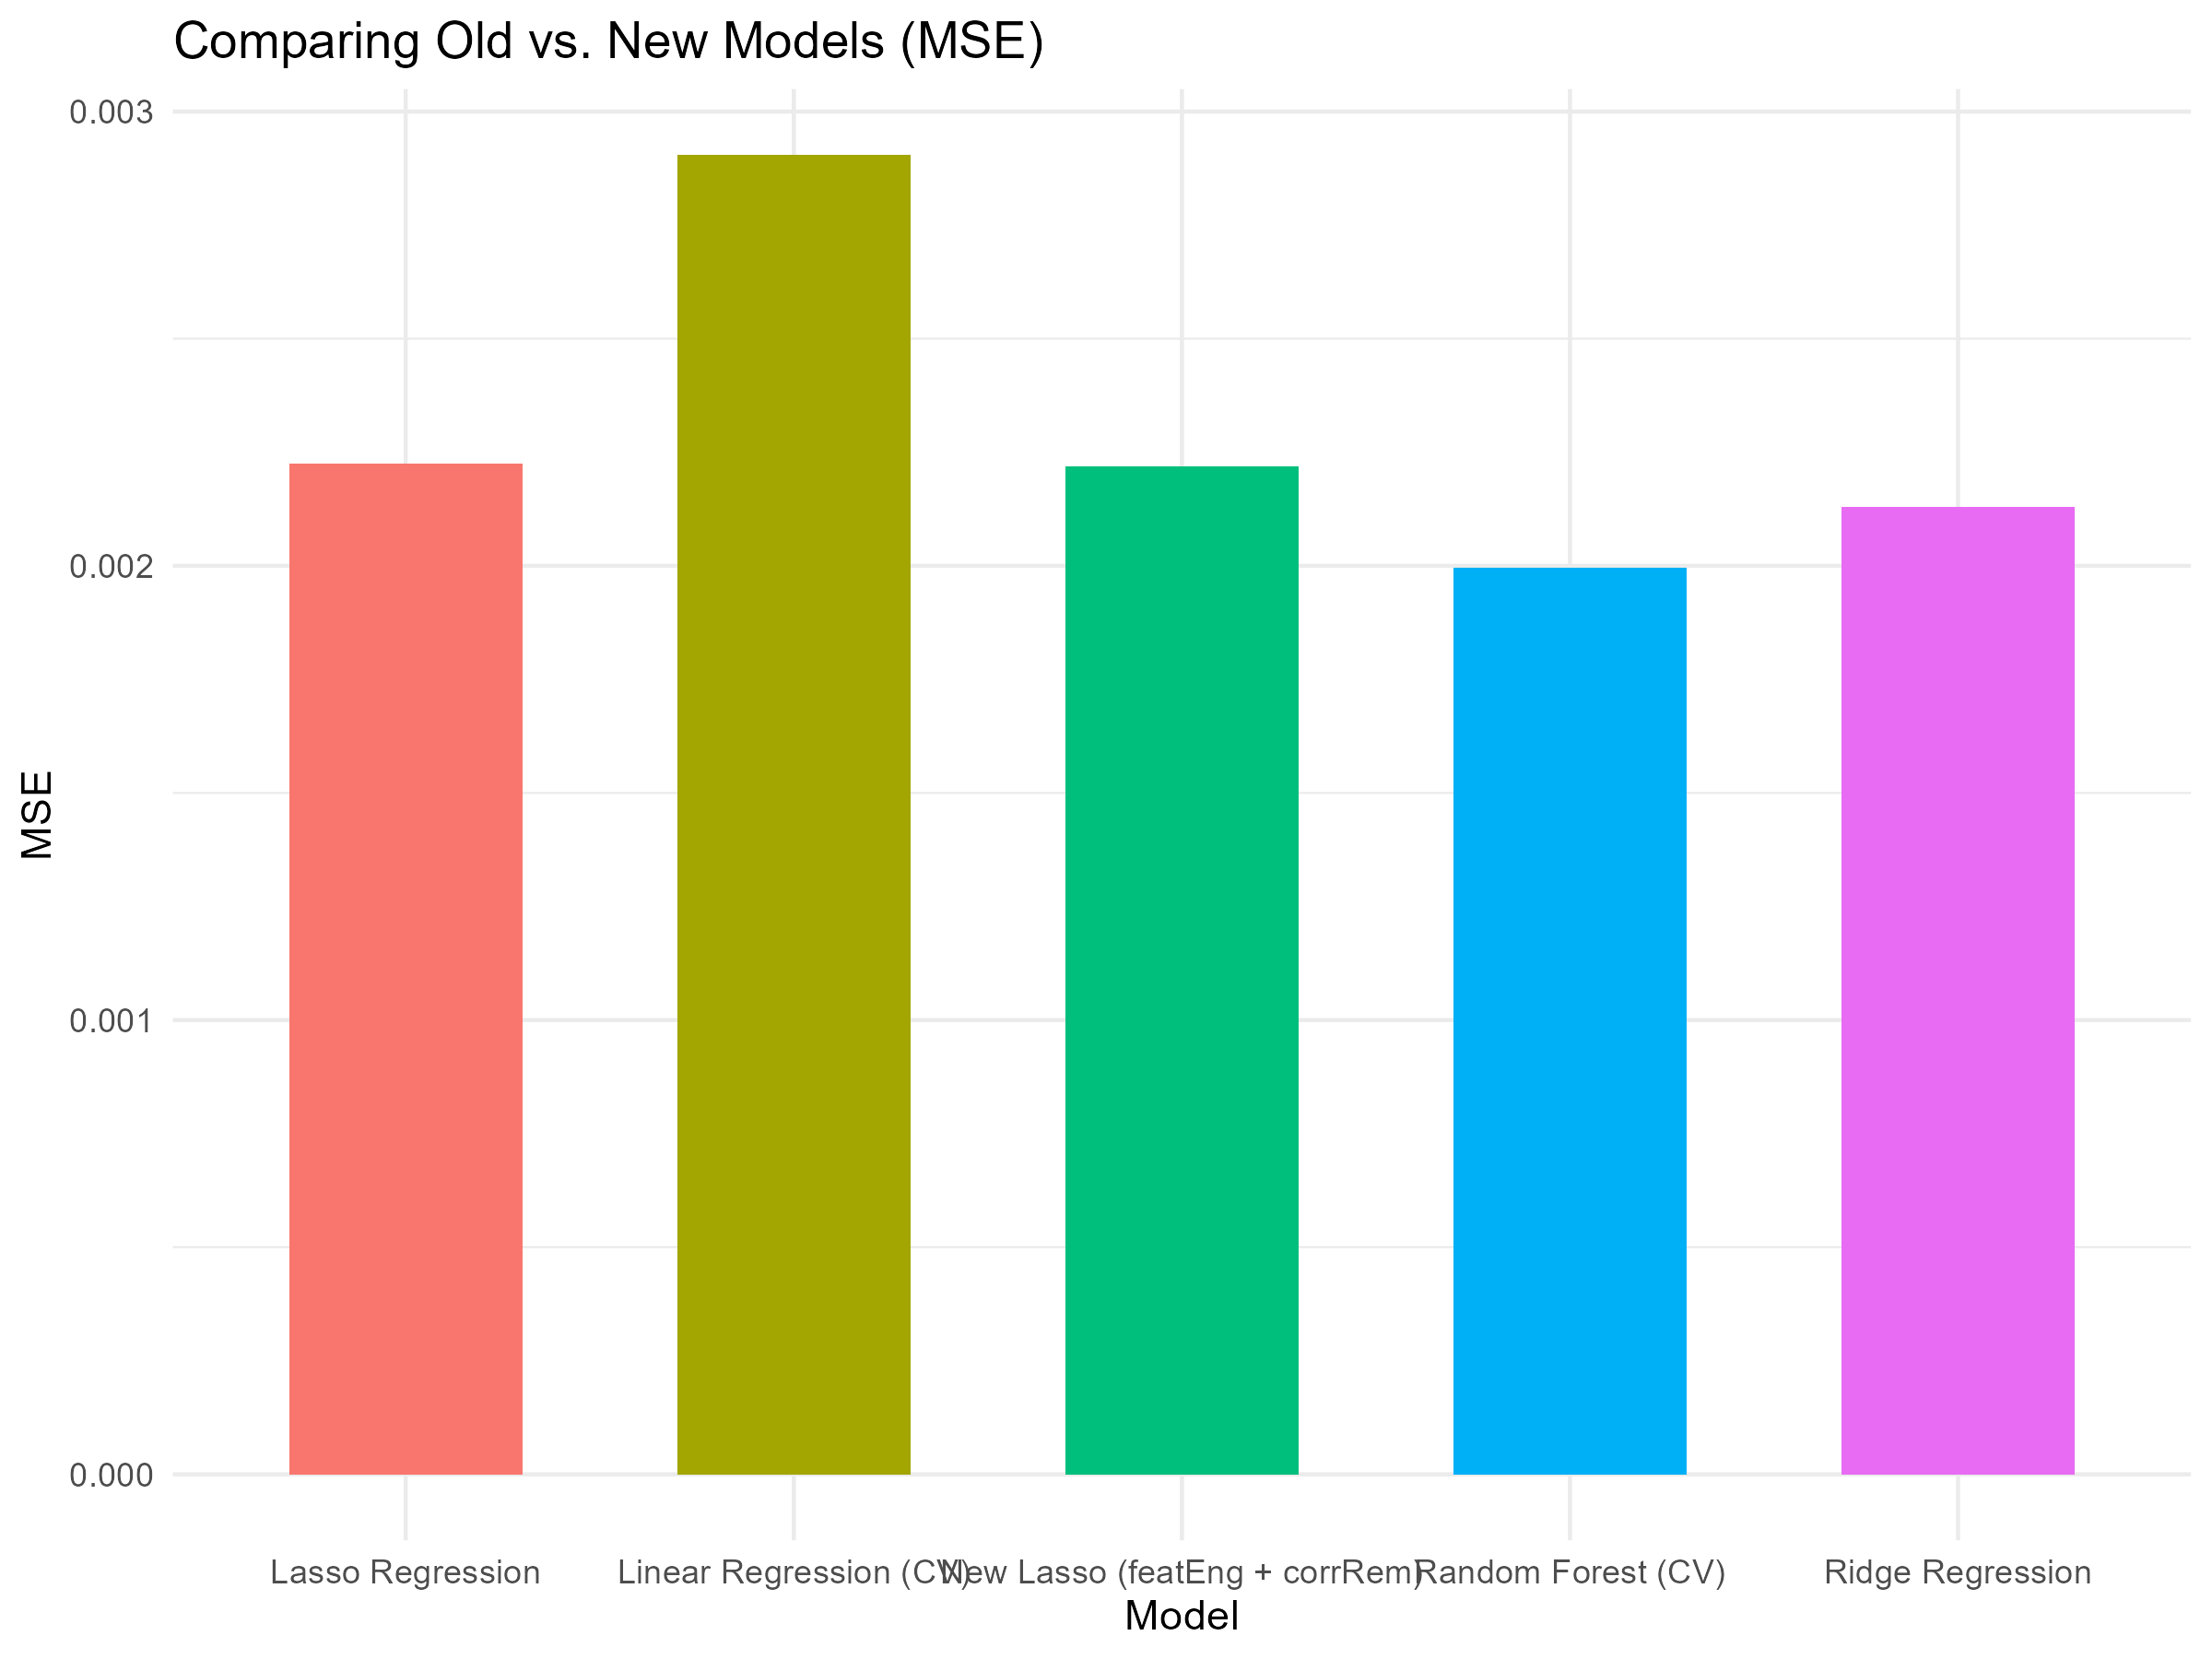 Comparing Old vs. New Models (MSE)
0.003
0.002
0.001
0.000
MSE
Lasso Regression
Linear Regression (CV)
New Lasso (featEng + corrRem)
Random Forest (CV)
Ridge Regression
Model